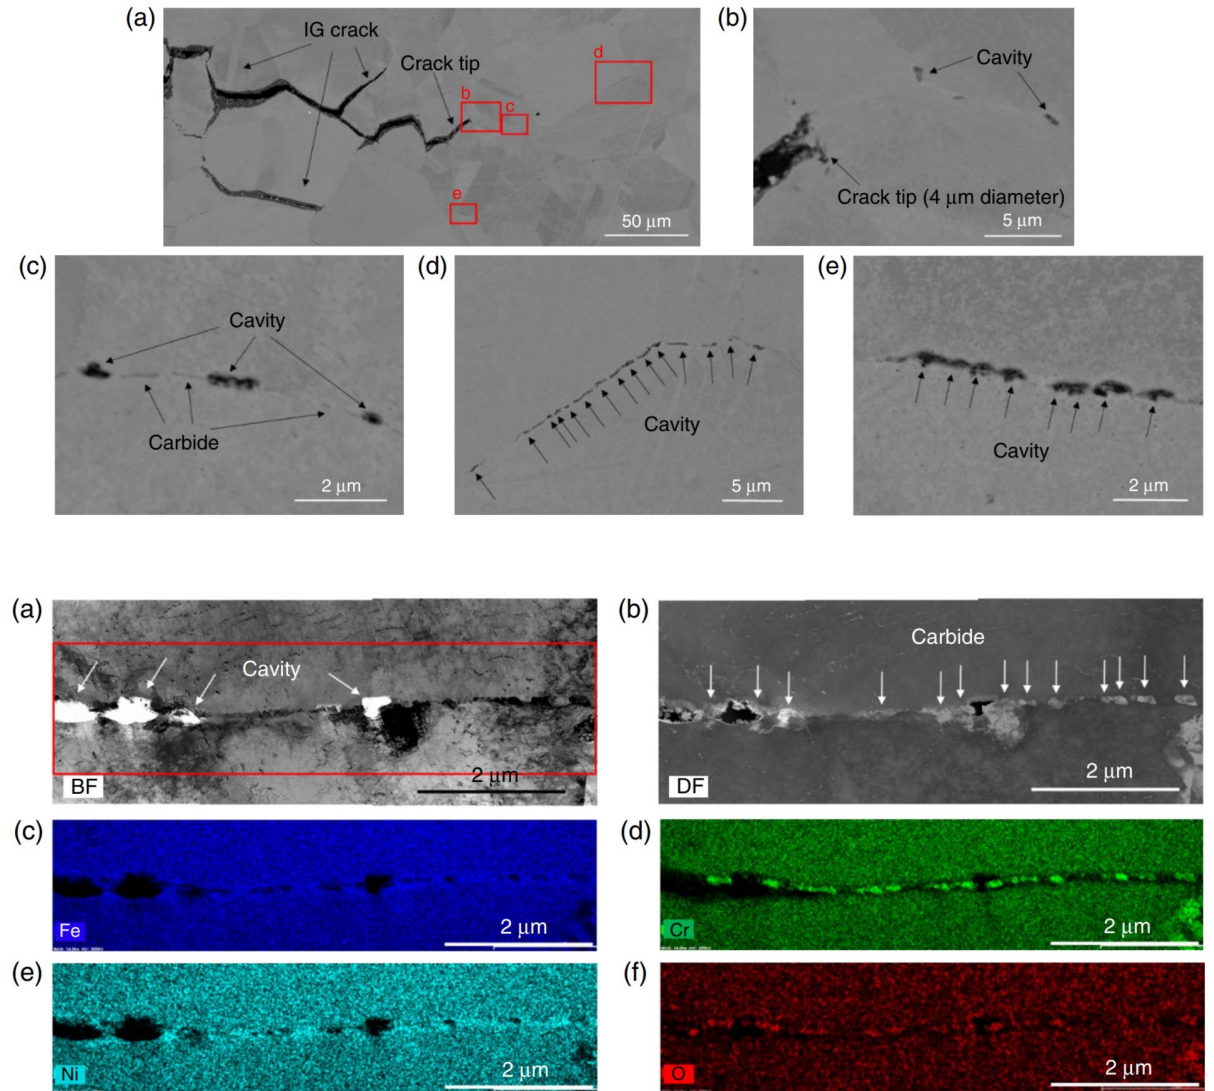 (a)
IG crack
Crack tip
b
c
d
e
50 μm
(b)
Cavity
Crack tip (4 μm diameter)
5 μm
(c)
Cavity
Carbide
2 μm
(d)
Cavity
5 μm
(e)
Cavity
2 μm
(a)
Cavity
BF
2 μm
(b)
Carbide
DF
2 μm
(c)
Fe
2 μm
(d)
Cr
2 μm
(e)
Ni
2 μm
(f)
O
2 μm